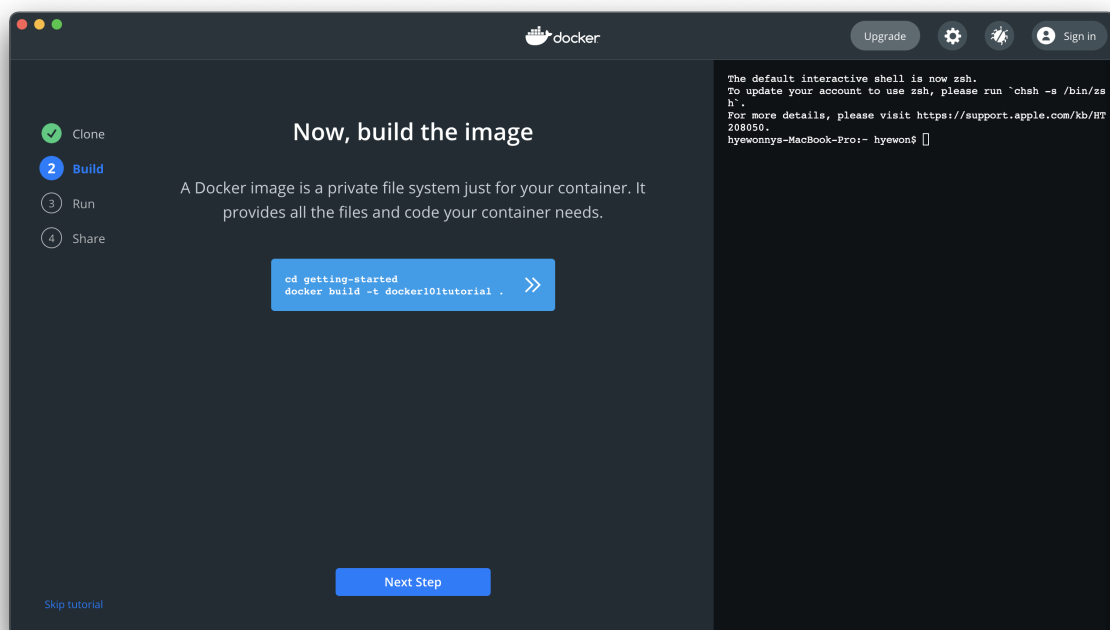 docker
Upgrade
Sign in
Clone
2 Build
3 Run
4 Share
Now, build the image
A Docker image is a private file system just for your container. It
provides all the files and code your container needs.
cd getting-started
docker build -t docker101tutorial .
Next Step
Skip tutorial
The default interactive shell is now zsh.
To update your account to use zsh, please run `chsh -s /bin/zs
h`.
For more details, please visit https://support.apple.com/kb/HT
208050.
hyewonnys-MacBook-Pro:~ hyewon$